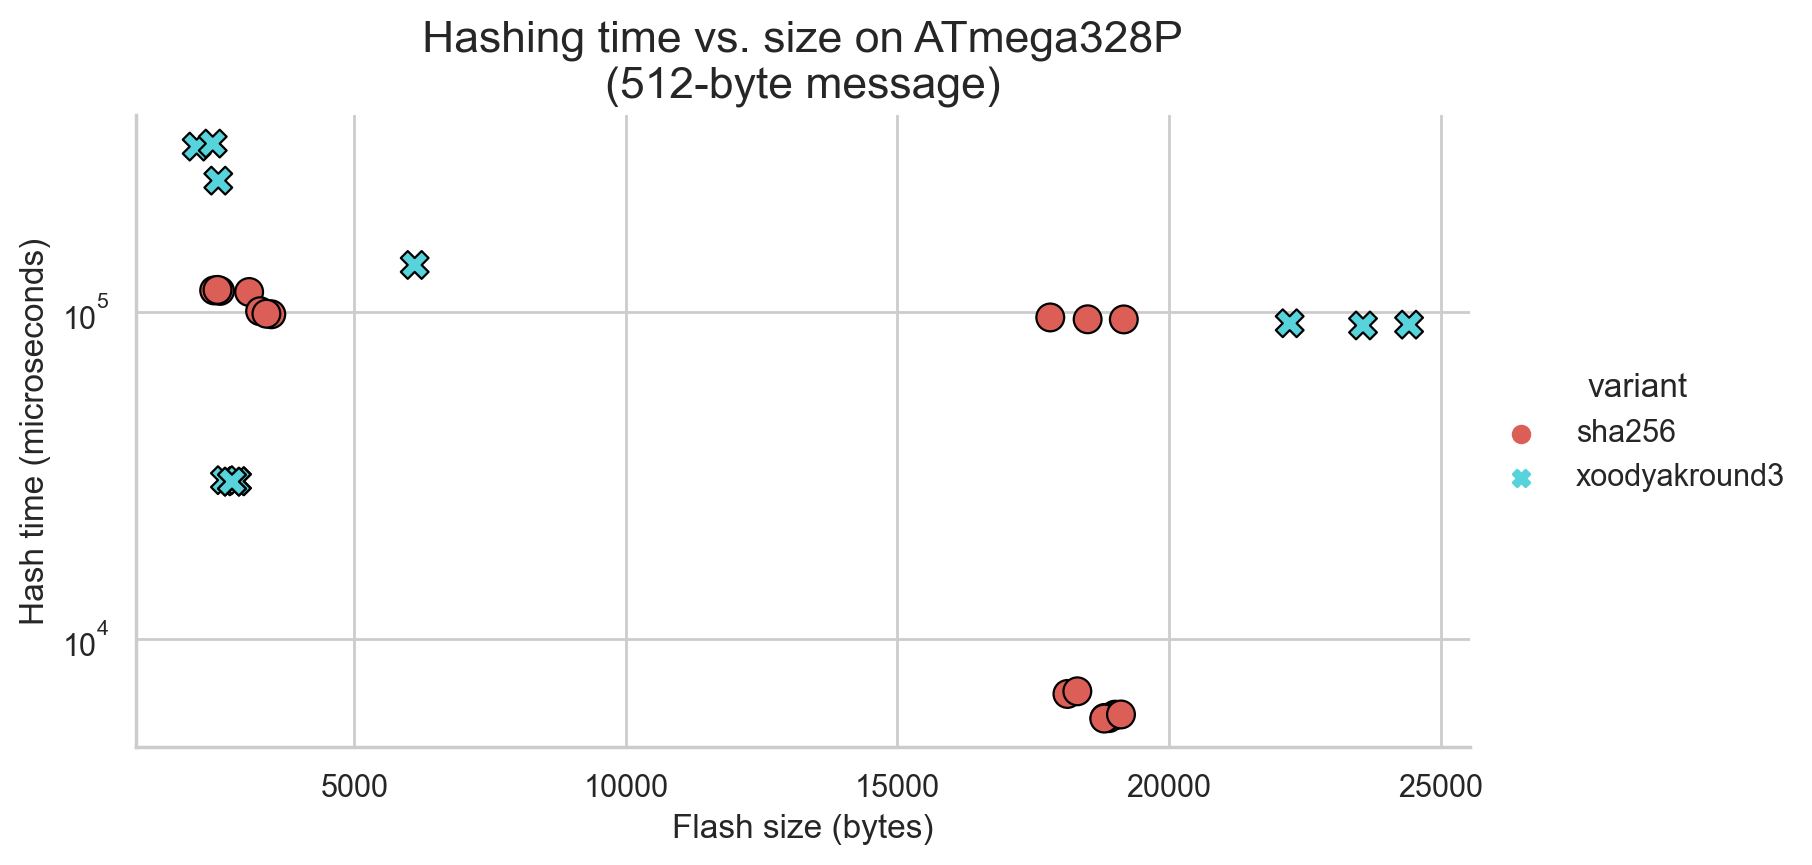 Hashing time vs. size on ATmega328P
(512-byte message)
Hash time (microseconds)
10^5
10^4
5000
10000
15000
20000
25000
Flash size (bytes)
variant
sha256
xoodyakround3